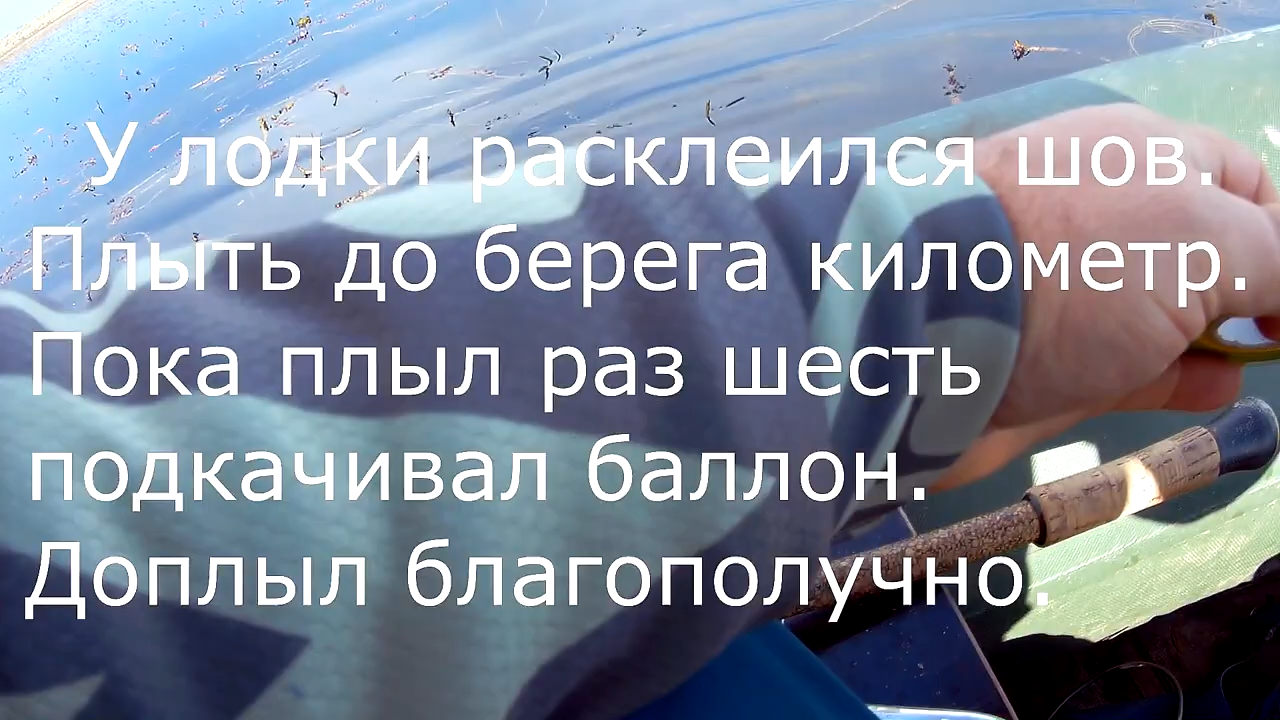 У лодки расклеился шов.
Плыть до берега километр.
Пока плыл раз шесть
подкачивал баллон.
Доплыл благополучно.